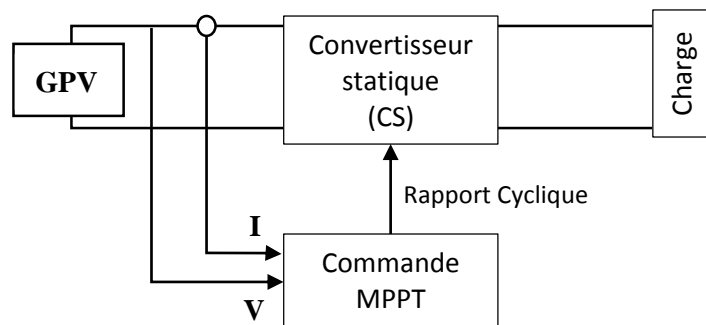 GPV
Convertisseur
statique
(CS)
Charge
Rapport Cyclique
I
V
Commande
MPPT